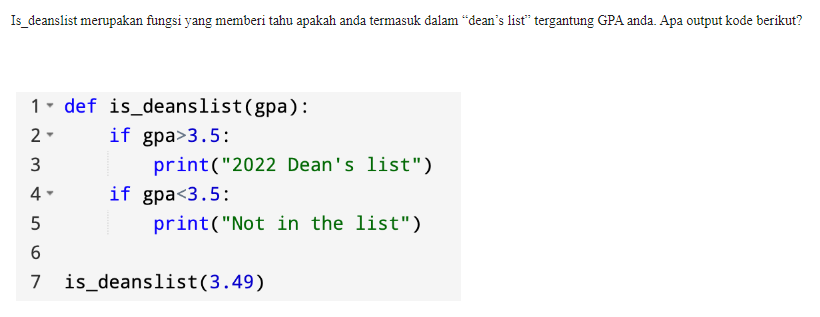 Is_deanslist merupakan fungsi yang memberi tahu apakah anda termasuk dalam “dean’s list” tergantung GPA anda. Apa output kode berikut?
1 def is_deanslist(gpa):
2     if gpa>3.5:
3         print("2022 Dean's list")
4     if gpa<3.5:
5         print("Not in the list")
6
7 is_deanslist(3.49)